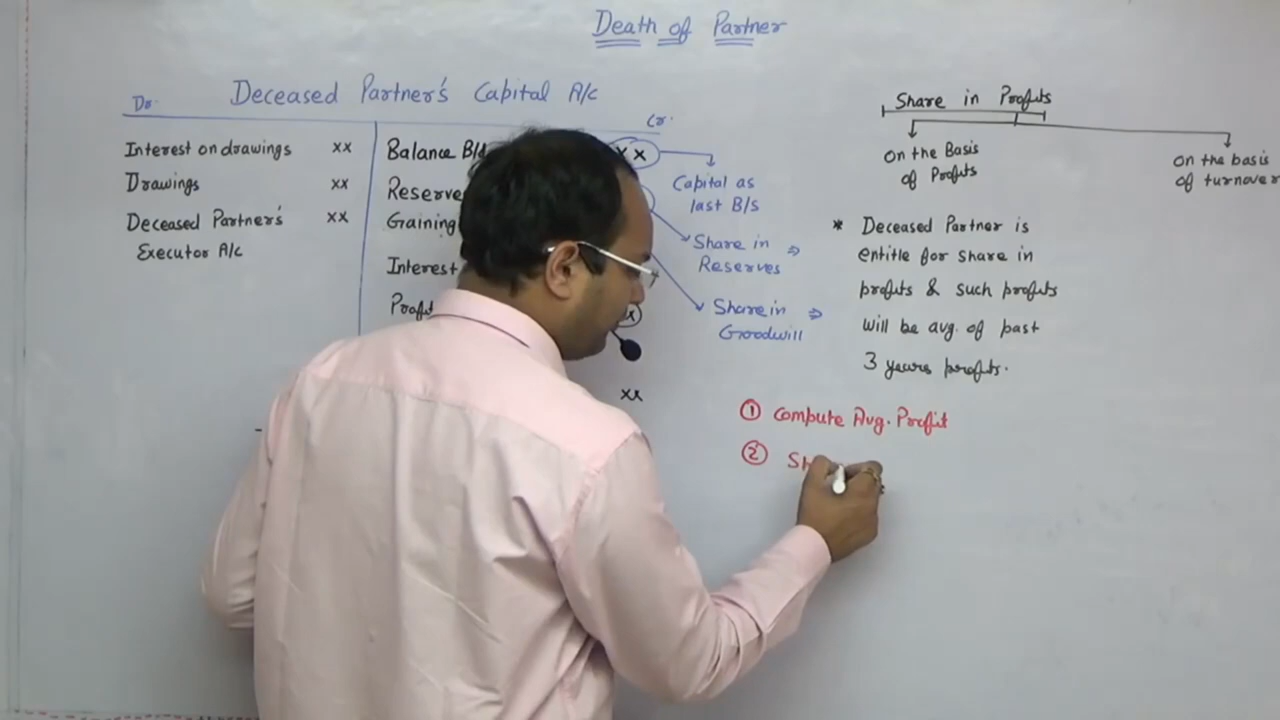 Death of Partner
Deceased Partner's Capital A/c
Dr.
Cr.
Interest on drawings xx
Drawings xx
Deceased Partner's xx
Executor A/c
Balance B/d xx
Reserve
Gaining
Interest
Profit
xx
Capital as
last B/S
Share in ⇒
Reserves
Share in ⇒
Goodwill
Share in Profits
On the Basis
of Profits
On the basis
of turnover
* Deceased Partner is
entitle for share in
profits & such profits
will be avg. of past
3 years profits.
① Compute Avg. Profit
② Sh